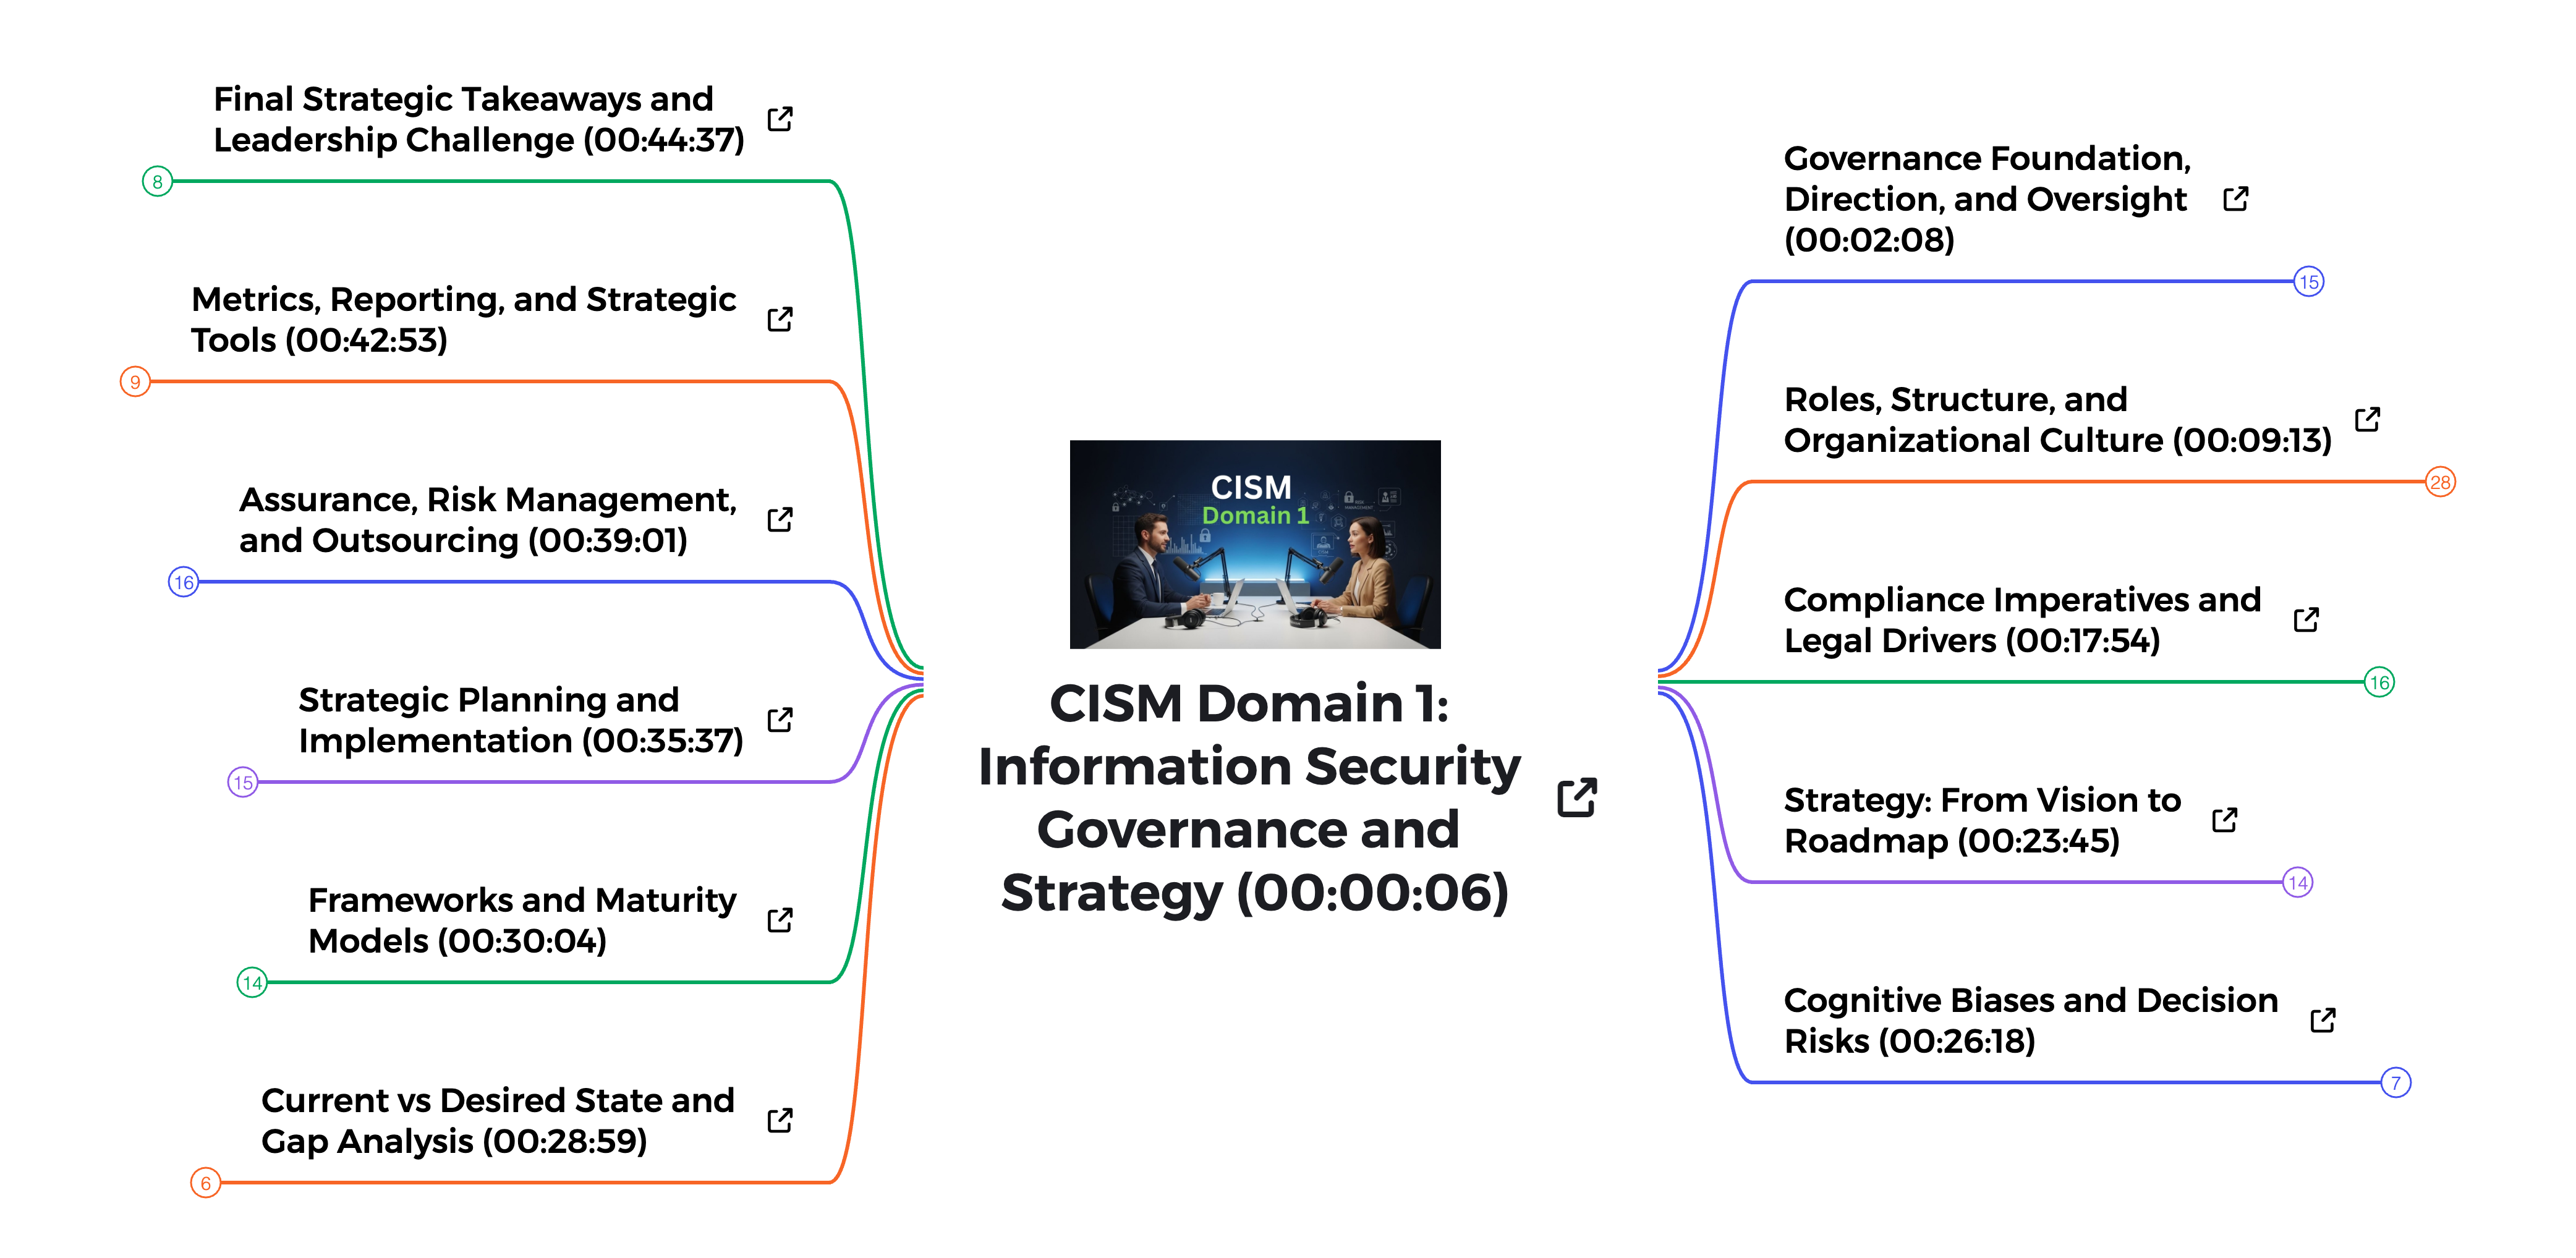 Final Strategic Takeaways and
Leadership Challenge (00:44:37)
8
Metrics, Reporting, and Strategic
Tools (00:42:53)
9
Assurance, Risk Management,
and Outsourcing (00:39:01)
16
Strategic Planning and
Implementation (00:35:37)
15
Frameworks and Maturity
Models (00:30:04)
14
Current vs Desired State and
Gap Analysis (00:28:59)
6
CISM
Domain 1
CISM Domain 1:
Information Security
Governance and
Strategy (00:00:06)
Governance Foundation,
Direction, and Oversight
(00:02:08)
15
Roles, Structure, and
Organizational Culture (00:09:13)
28
Compliance Imperatives and
Legal Drivers (00:17:54)
16
Strategy: From Vision to
Roadmap (00:23:45)
14
Cognitive Biases and Decision
Risks (00:26:18)
7